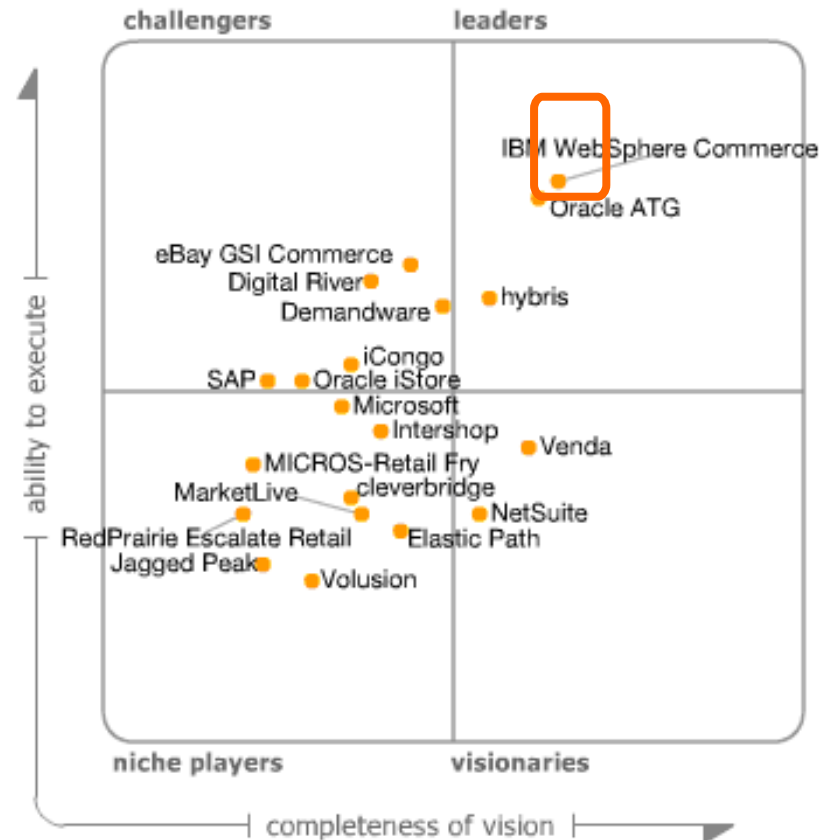 challengers
leaders
IBM WebSphere Commerce
Oracle ATG
eBay GSI Commerce
Digital River
Demandware
hybris
iCongo
SAP
Oracle iStore
Microsoft
Intershop
Venda
MICROS-Retail Fry
MarketLive
cleverbridge
NetSuite
RedPrairie Escalate Retail
Elastic Path
Jagged Peak
Volusion
ability to execute
niche players
visionaries
completeness of vision